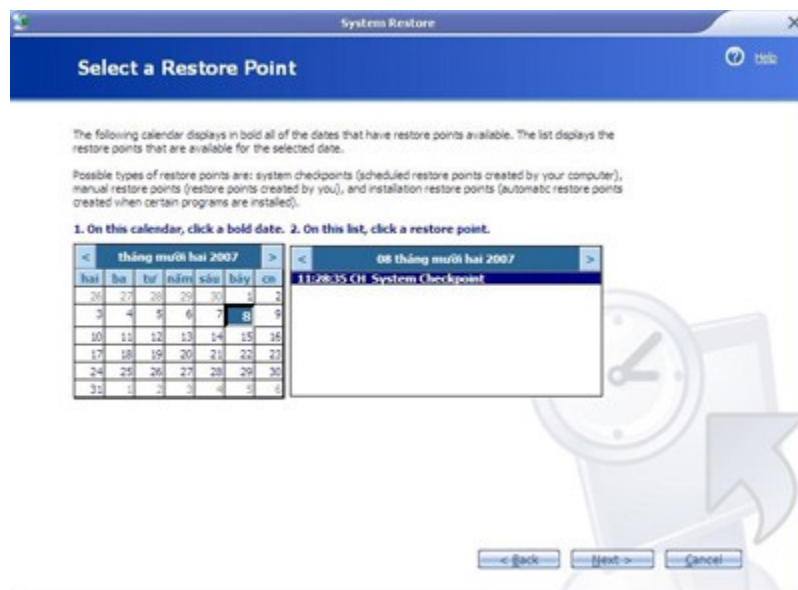 System Restore
Select a Restore Point
Help
The following calendar displays in bold all of the dates that have restore points available. The list displays the
restore points that are available for the selected date.
Possible types of restore points are: system checkpoints (scheduled restore points created by your computer),
manual restore points (restore points created by you), and installation restore points (automatic restore points
created when certain programs are installed).
1. On this calendar, click a bold date. 2. On this list, click a restore point.
< tháng mười hai 2007 > < 08 tháng mười hai 2007 >
hai ba tư năm sáu bảy cn 11:28:35 CH System Checkpoint
26 27 28 29 30 1 2
3 4 5 6 7 8 9
10 11 12 13 14 15 16
17 18 19 20 21 22 23
24 25 26 27 28 29 30
31 1 2 3 4 5 6
< Back Next > Cancel